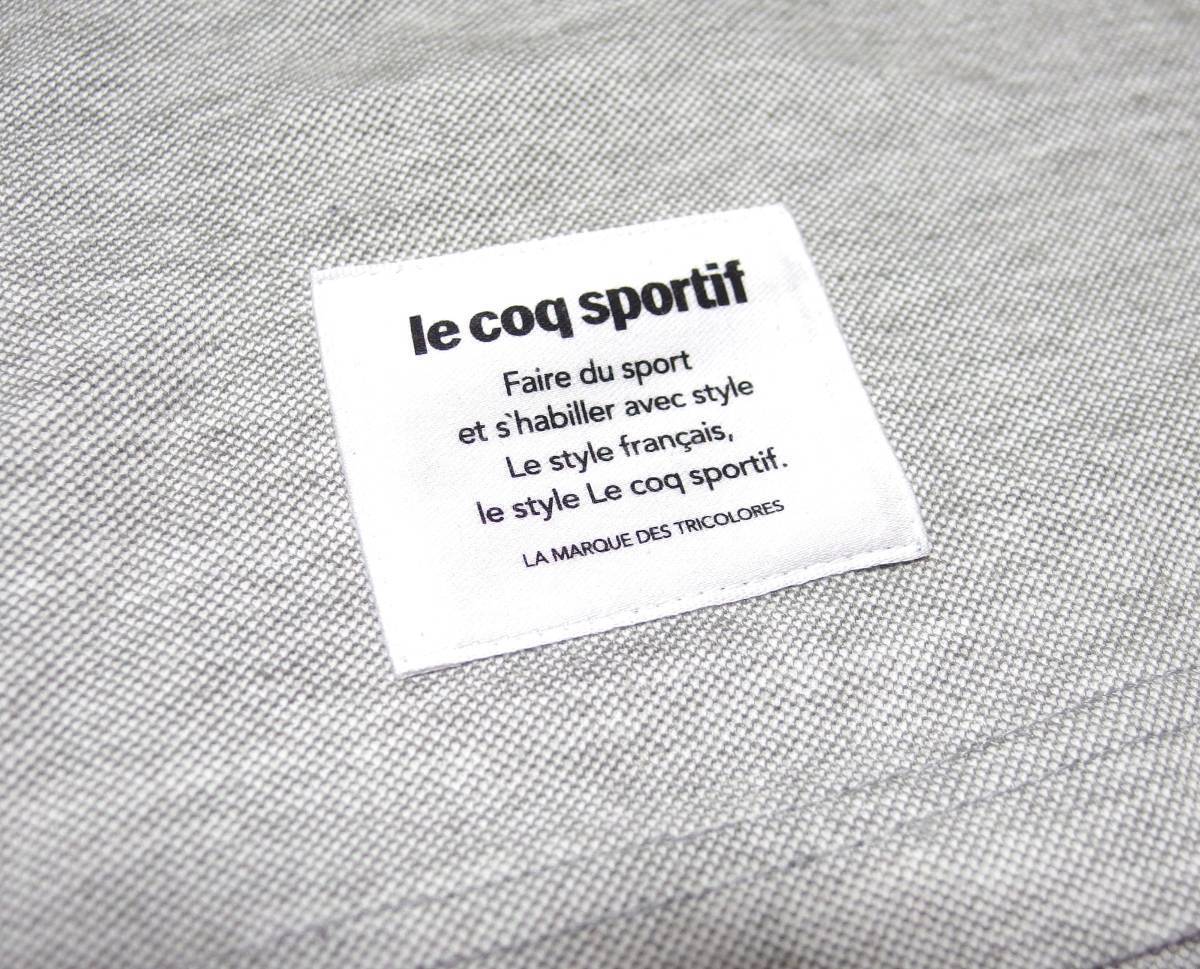 le coq sportif
Faire du sport
et s`habiller avec style
Le style français,
le style Le coq sportif.
LA MARQUE DES TRICOLORES